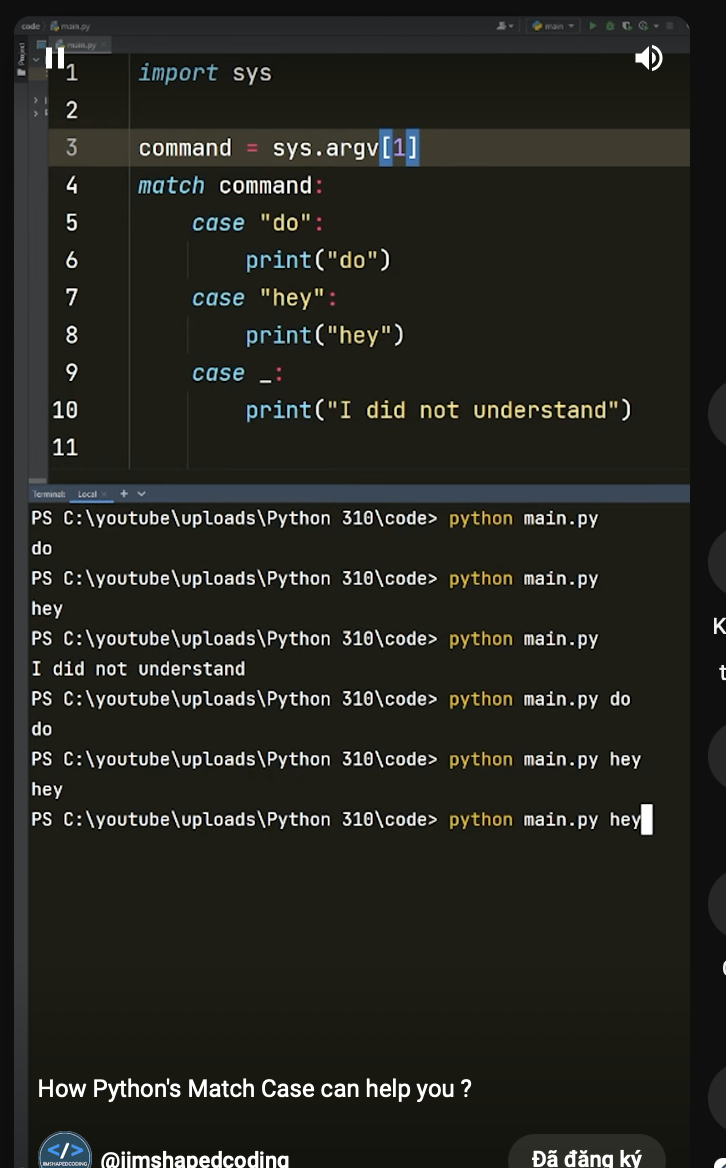 code
main.py
main
Project
main.py
1 import sys
2
3 command = sys.argv[1]
4 match command:
5 case "do":
6 print("do")
7 case "hey":
8 print("hey")
9 case _:
10 print("I did not understand")
11
Terminal: Local
PS C:\youtube\uploads\Python 310\code> python main.py
do
PS C:\youtube\uploads\Python 310\code> python main.py
hey
PS C:\youtube\uploads\Python 310\code> python main.py
I did not understand
PS C:\youtube\uploads\Python 310\code> python main.py do
do
PS C:\youtube\uploads\Python 310\code> python main.py hey
hey
PS C:\youtube\uploads\Python 310\code> python main.py hey
How Python's Match Case can help you ?
</> JIMSHAPEDCODING
@jimshapedcoding
Đã đăng ký